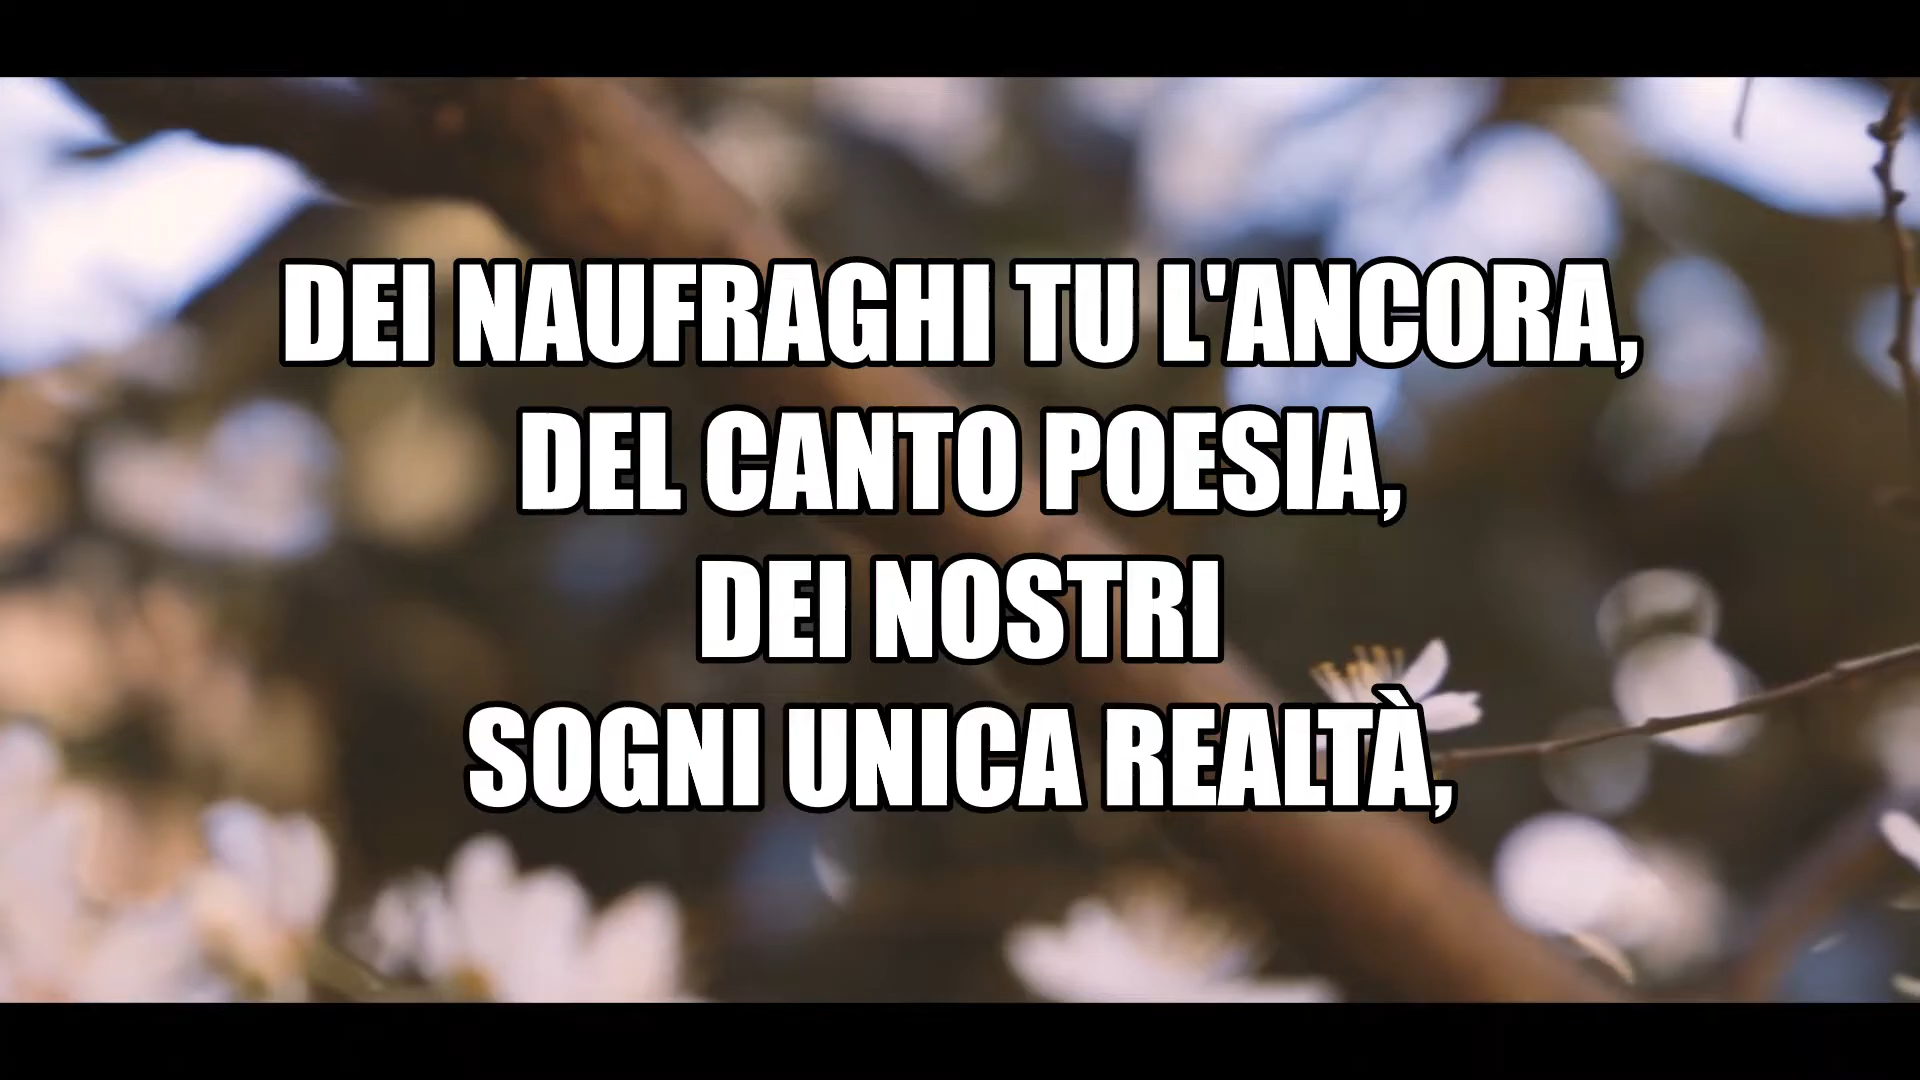 DEI NAUFRAGHI TU L'ANCORA,
DEL CANTO POESIA,
DEI NOSTRI
SOGNI UNICA REALTÀ,